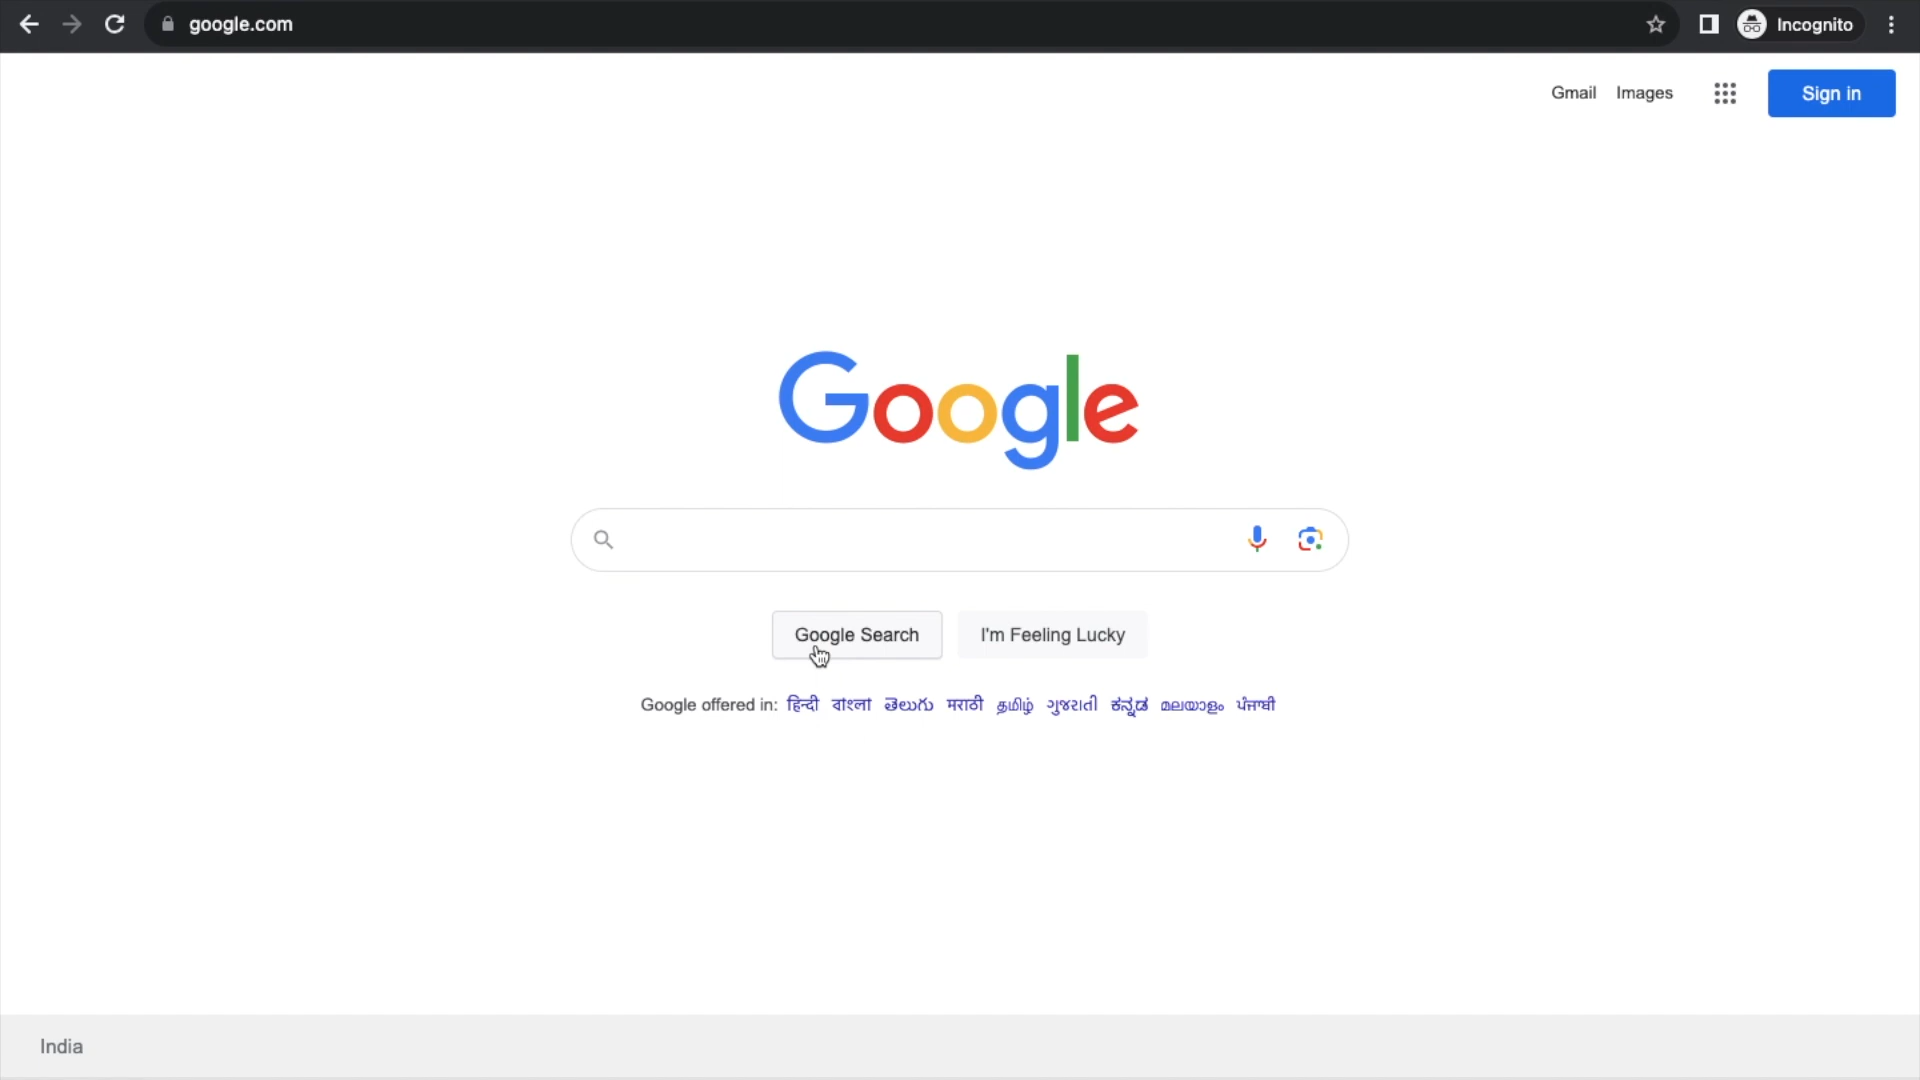 google.com
Incognito
Gmail Images
Sign in
Google
Google Search
I'm Feeling Lucky
Google offered in: हिन्दी বাংলা తెలుగు मराठी தமிழ் ગુજરાતી ಕನ್ನಡ മലയാളം ਪੰਜਾਬੀ
India